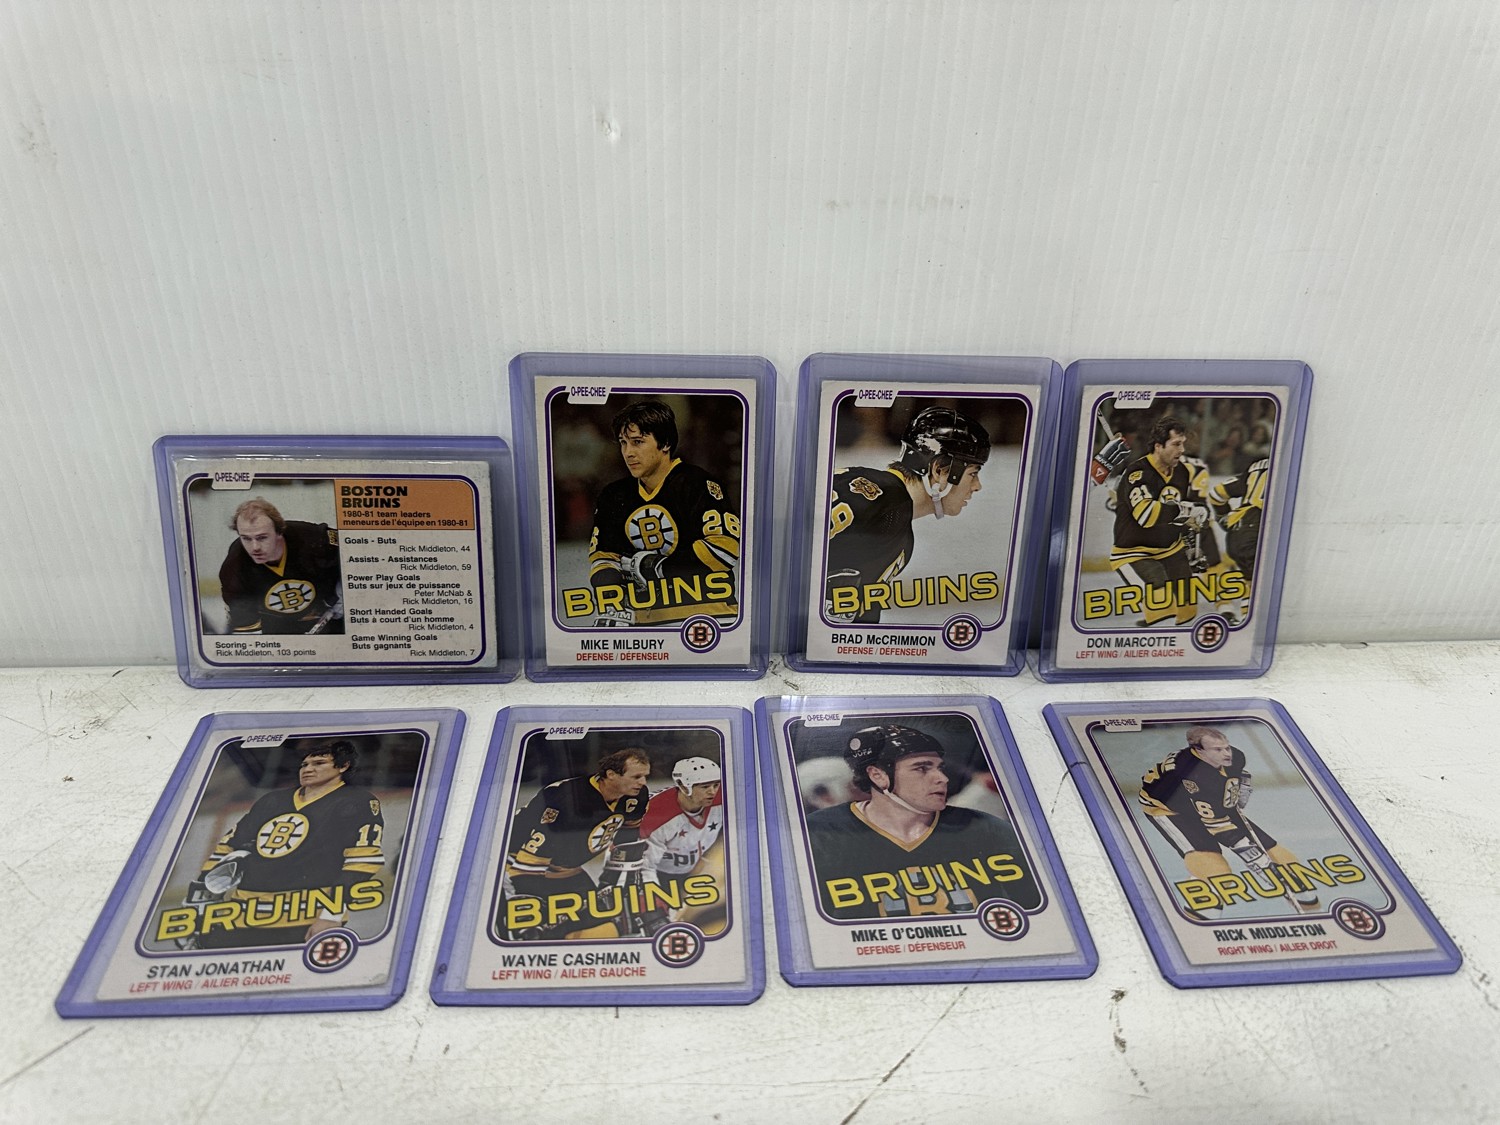 O-PEE-CHEE
BOSTON
BRUINS
1980-81 team leaders
meneurs de l'équipe en 1980-81
Goals - Buts
Rick Middleton, 44
Assists - Assistances
Rick Middleton, 59
Power Play Goals
Buts sur jeux de puissance
Peter McNab &
Rick Middleton, 16
Short Handed Goals
Buts à court d'un homme
Rick Middleton, 4
Game Winning Goals
Buts gagnants
Rick Middleton, 7
Scoring - Points
Rick Middleton, 103 points
B
O-PEE-CHEE
B
26
BRUINS
B
MIKE MILBURY
DEFENSE / DÉFENSEUR
O-PEE-CHEE
8
BRUINS
B
BRAD McCRIMMON
DEFENSE / DÉFENSEUR
O-PEE-CHEE
21
BRUINS
B
DON MARCOTTE
LEFT WING / AILIER GAUCHE
O-PEE-CHEE
B
17
BRUINS
B
STAN JONATHAN
LEFT WING / AILIER GAUCHE
O-PEE-CHEE
C
12
BRUINS
B
WAYNE CASHMAN
LEFT WING / AILIER GAUCHE
O-PEE-CHEE
BRUINS
B
MIKE O'CONNELL
DEFENSE / DÉFENSEUR
O-PEE-CHEE
6
BRUINS
B
RICK MIDDLETON
RIGHT WING / AILIER DROIT